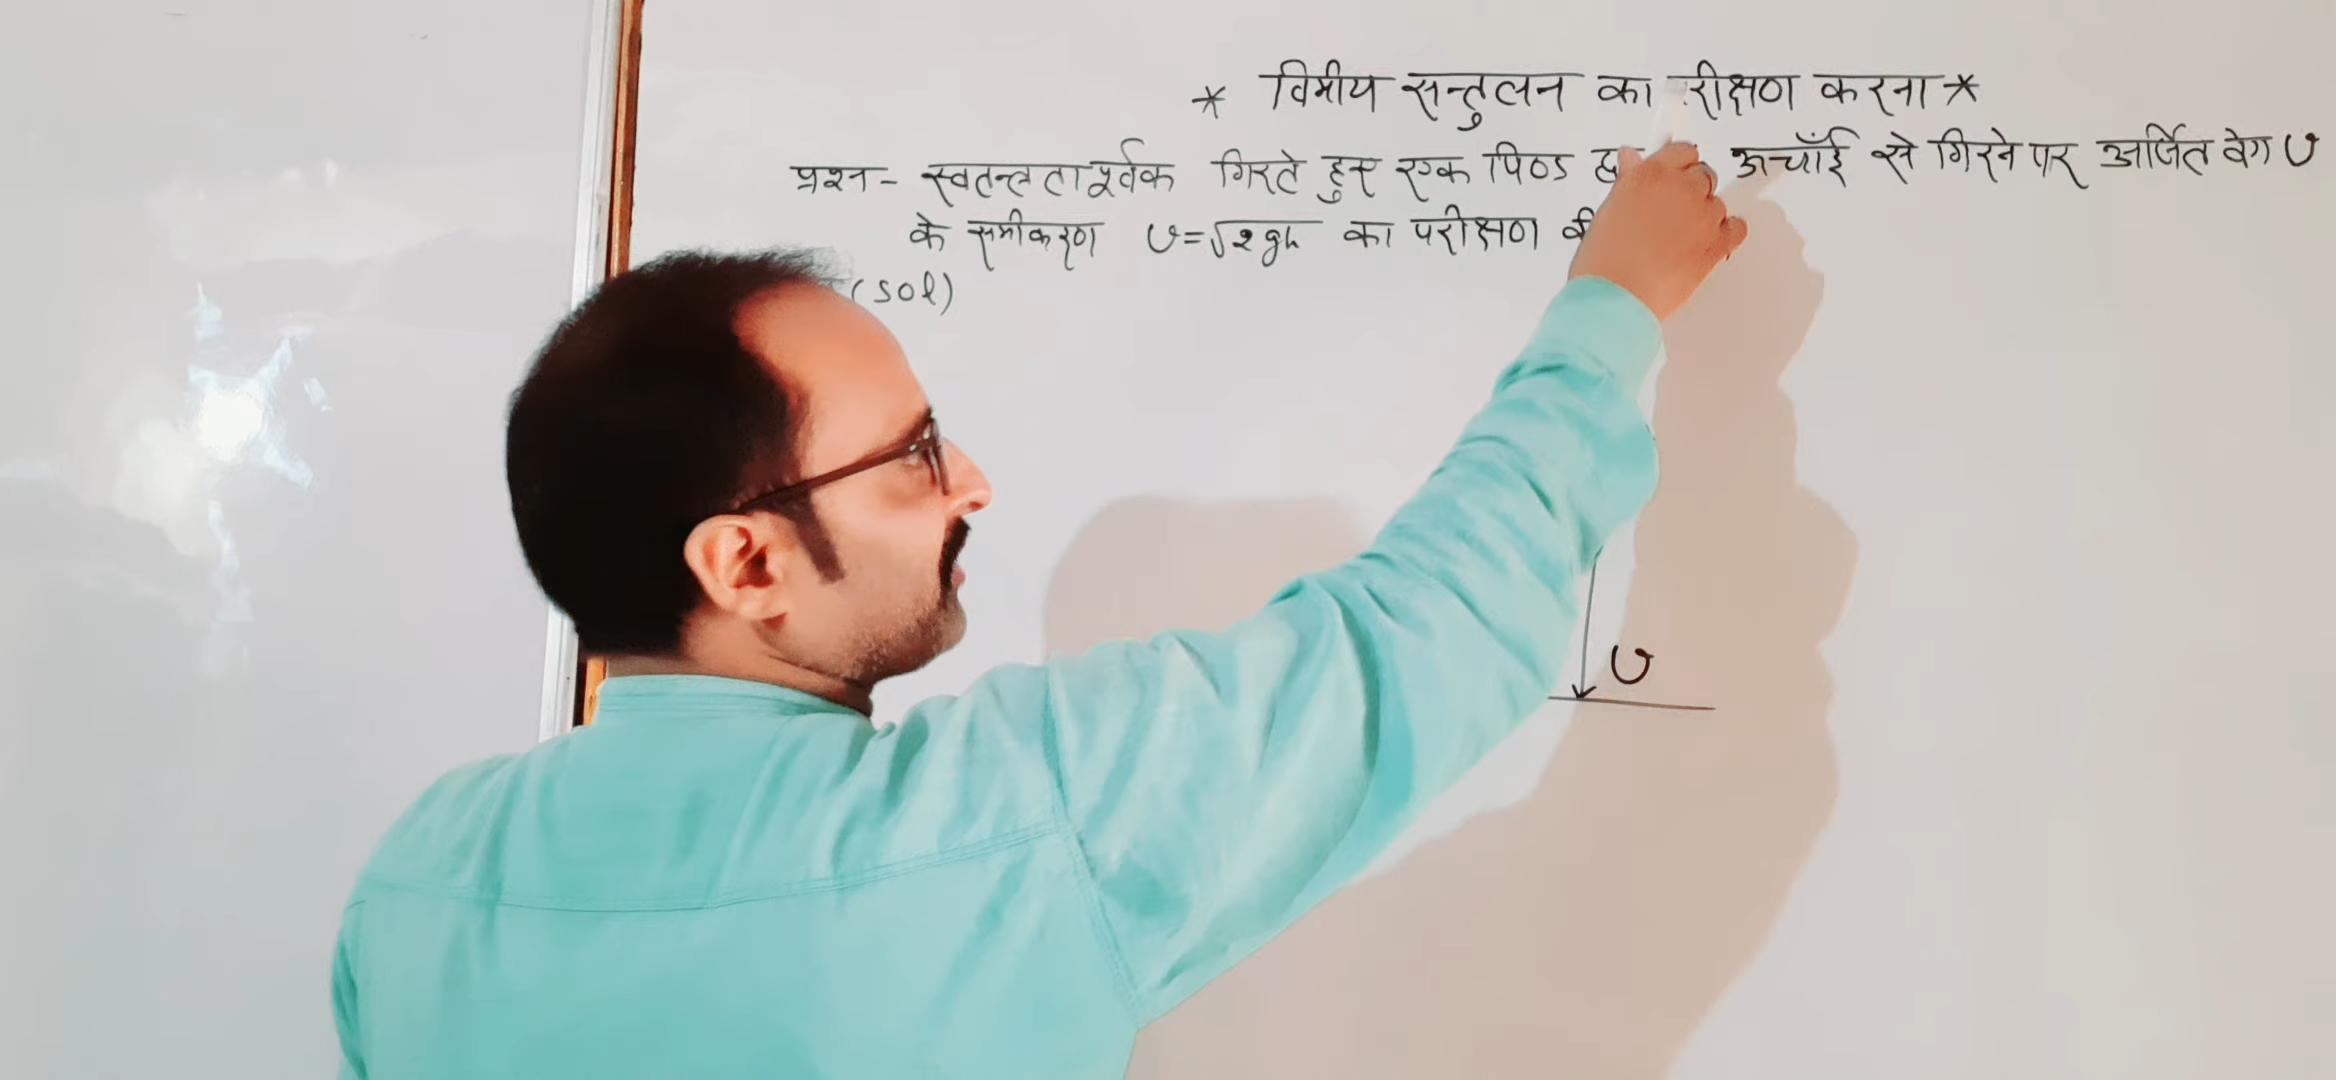 * विमीय सन्तुलन का रीक्षण करना *
प्रश्न - स्वतन्त्रतापूर्वक गिरते हुए एक पिण्ड ऊचाँई से गिरने पर अर्जित वेग υ
के समीकरण υ=√2gh का परीक्षण
(sol)
υ